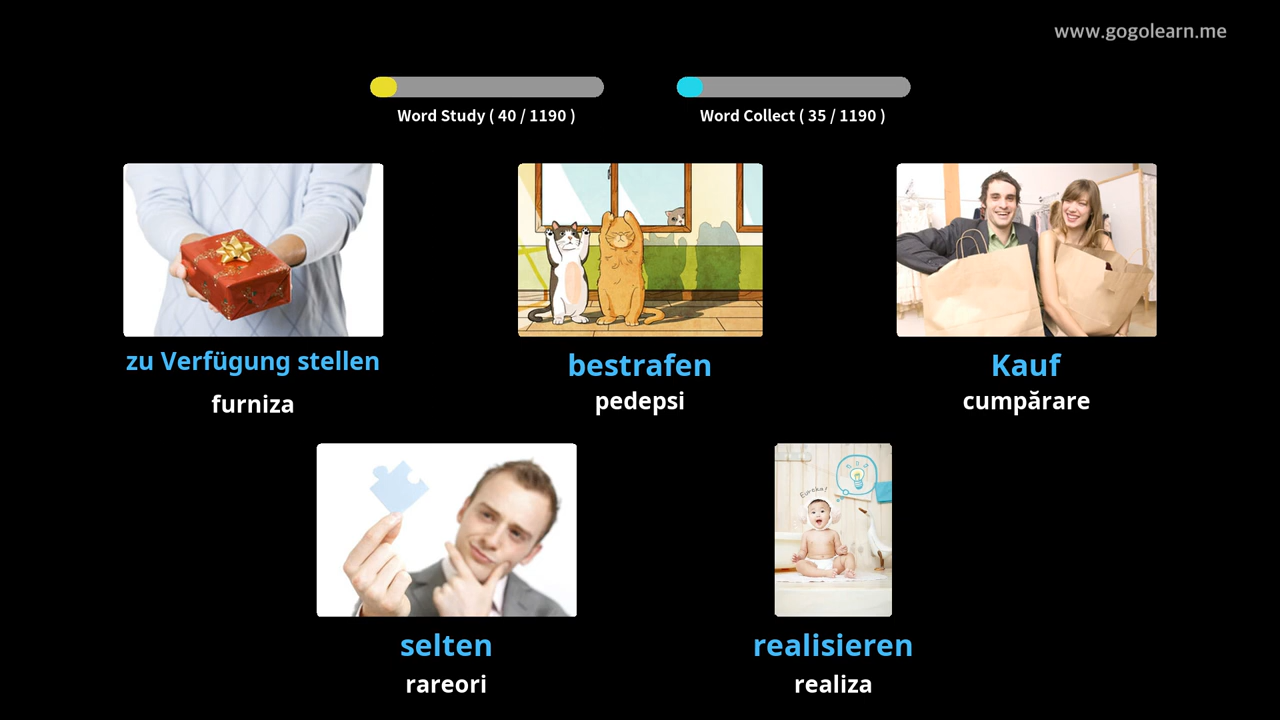 www.gogolearn.me
Word Study ( 40 / 1190 )
Word Collect ( 35 / 1190 )
zu Verfügung stellen
furniza
bestrafen
pedepsi
Kauf
cumpărare
Eureka!
selten
rareori
realisieren
realiza